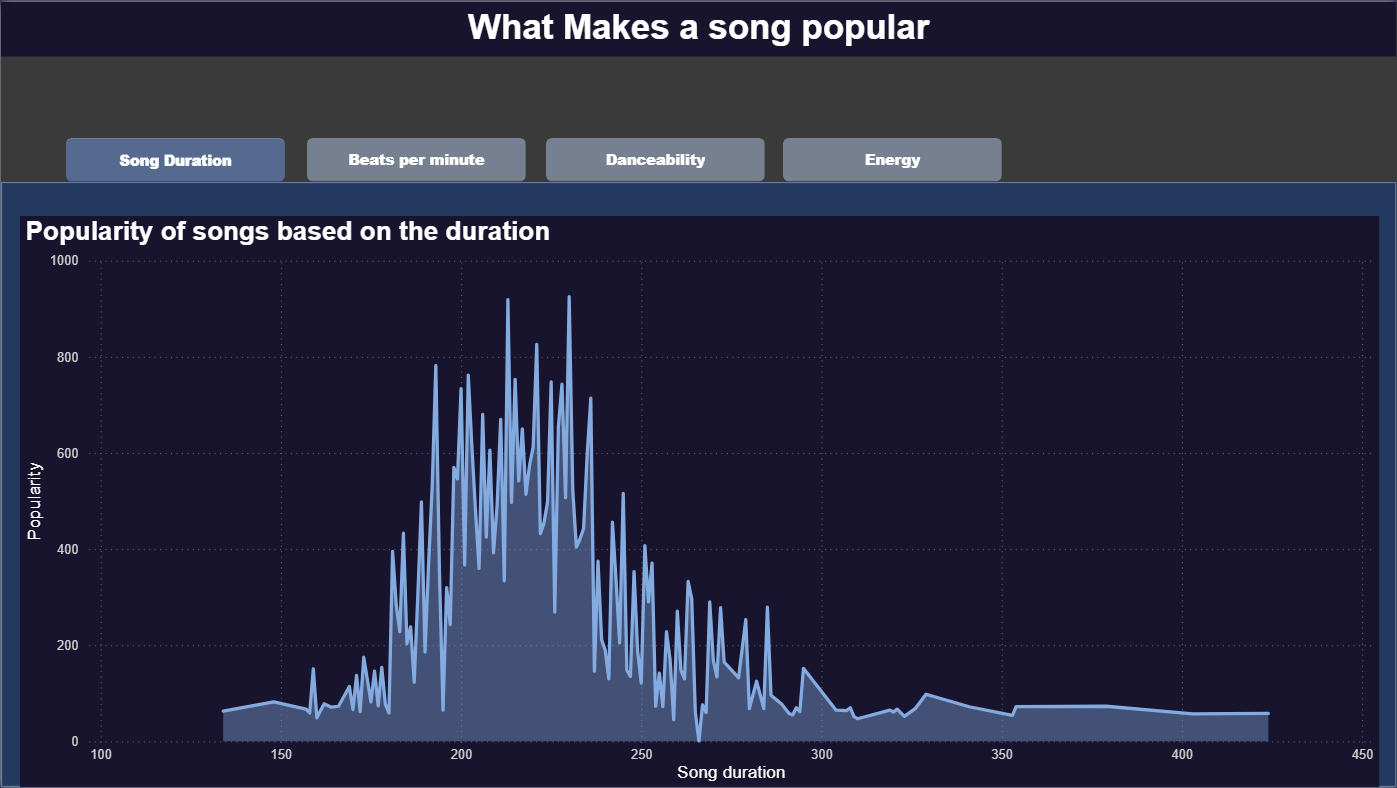 What Makes a song popular
Song Duration
Beats per minute
Danceability
Energy
Popularity of songs based on the duration
1000
800
600
400
200
0
Popularity
100 150 200 250 300 350 400 450
Song duration